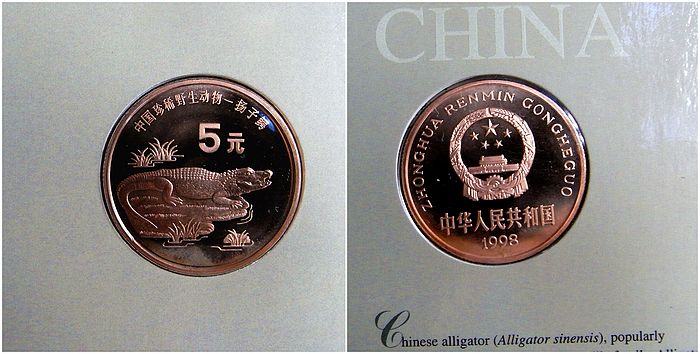 中国珍稀野生动物—扬子鳄
5元
CHINA
ZHONGHUA RENMIN GONGHEGUO
中华人民共和国
1998
Chinese alligator (Alligator sinensis), popularly